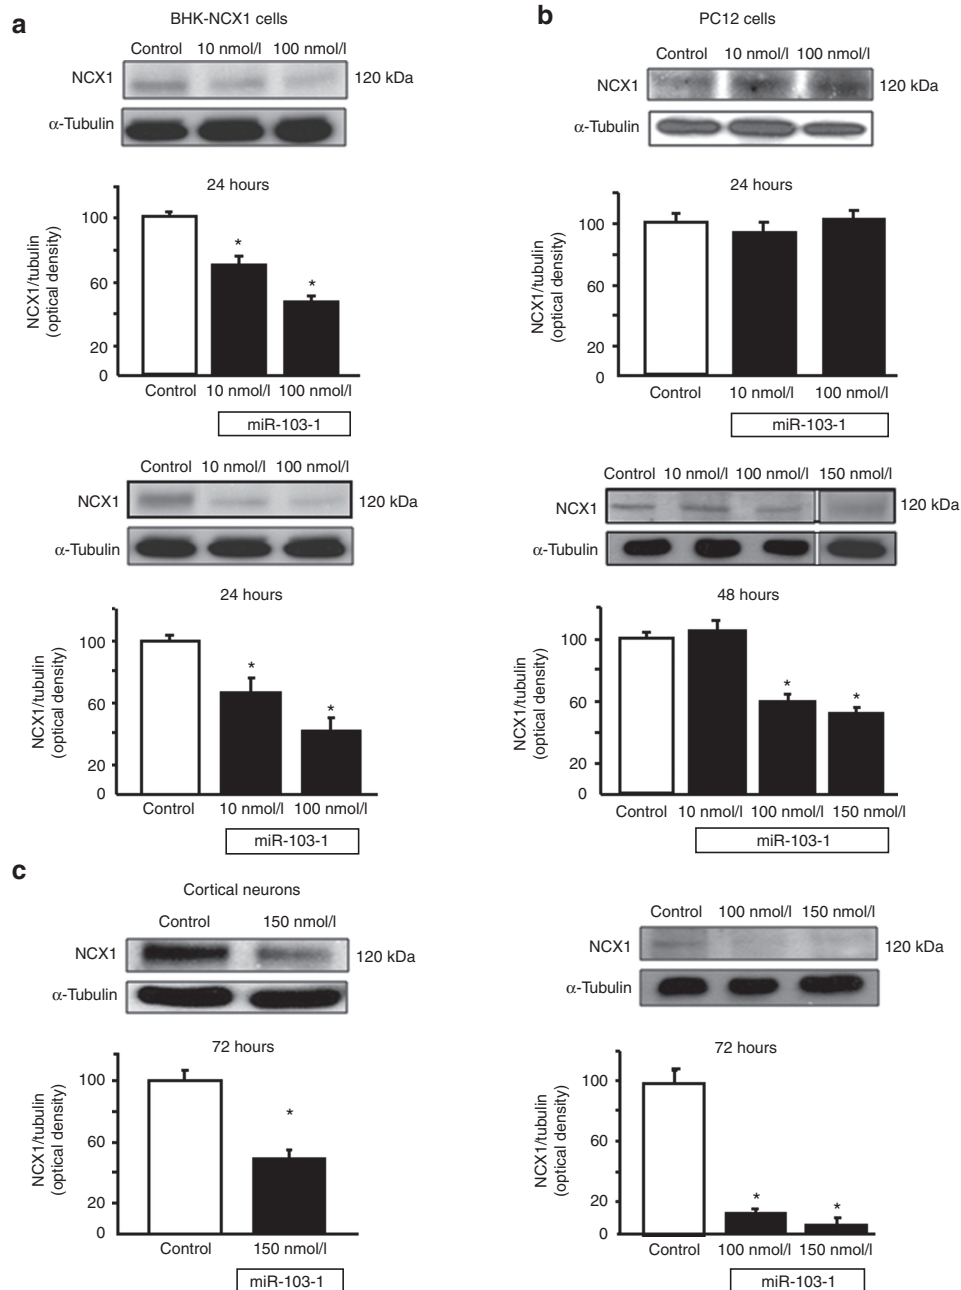 a
BHK-NCX1 cells
Control 10 nmol/l 100 nmol/l
NCX1
120 kDa
α-Tubulin
24 hours
NCX1/tubulin
(optical density)
100
60
20
0
*
*
Control 10 nmol/l 100 nmol/l
miR-103-1
Control 10 nmol/l 100 nmol/l
NCX1
120 kDa
α-Tubulin
24 hours
NCX1/tubulin
(optical density)
100
60
20
0
*
*
Control 10 nmol/l 100 nmol/l
miR-103-1
b
PC12 cells
Control 10 nmol/l 100 nmol/l
NCX1
120 kDa
α-Tubulin
24 hours
NCX1/tubulin
(optical density)
100
60
20
0
Control 10 nmol/l 100 nmol/l
miR-103-1
Control 10 nmol/l 100 nmol/l 150 nmol/l
NCX1
120 kDa
α-Tubulin
48 hours
NCX1/tubulin
(optical density)
100
60
20
0
*
*
Control 10 nmol/l 100 nmol/l 150 nmol/l
miR-103-1
Control 100 nmol/l 150 nmol/l
NCX1
120 kDa
α-Tubulin
72 hours
NCX1/tubulin
(optical density)
100
60
20
0
*
*
Control 100 nmol/l 150 nmol/l
miR-103-1
c
Cortical neurons
Control 150 nmol/l
NCX1
120 kDa
α-Tubulin
72 hours
NCX1/tubulin
(optical density)
100
60
20
0
*
Control 150 nmol/l
miR-103-1